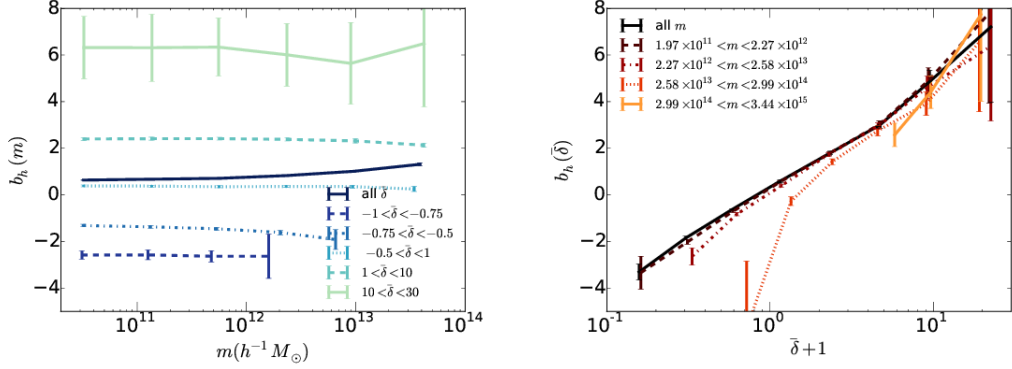 8
6
4
2
0
−2
−4
b_h(m)
all δ̄
−1<δ̄<−0.75
−0.75<δ̄<−0.5
−0.5<δ̄<1
1<δ̄<10
10<δ̄<30
10^11
10^12
10^13
10^14
m(h^−1 M_⊙)
8
6
4
2
0
−2
−4
b_h(δ̄)
all m
1.97×10^11 <m<2.27×10^12
2.27×10^12 <m<2.58×10^13
2.58×10^13 <m<2.99×10^14
2.99×10^14 <m<3.44×10^15
10^−1
10^0
10^1
δ̄+1